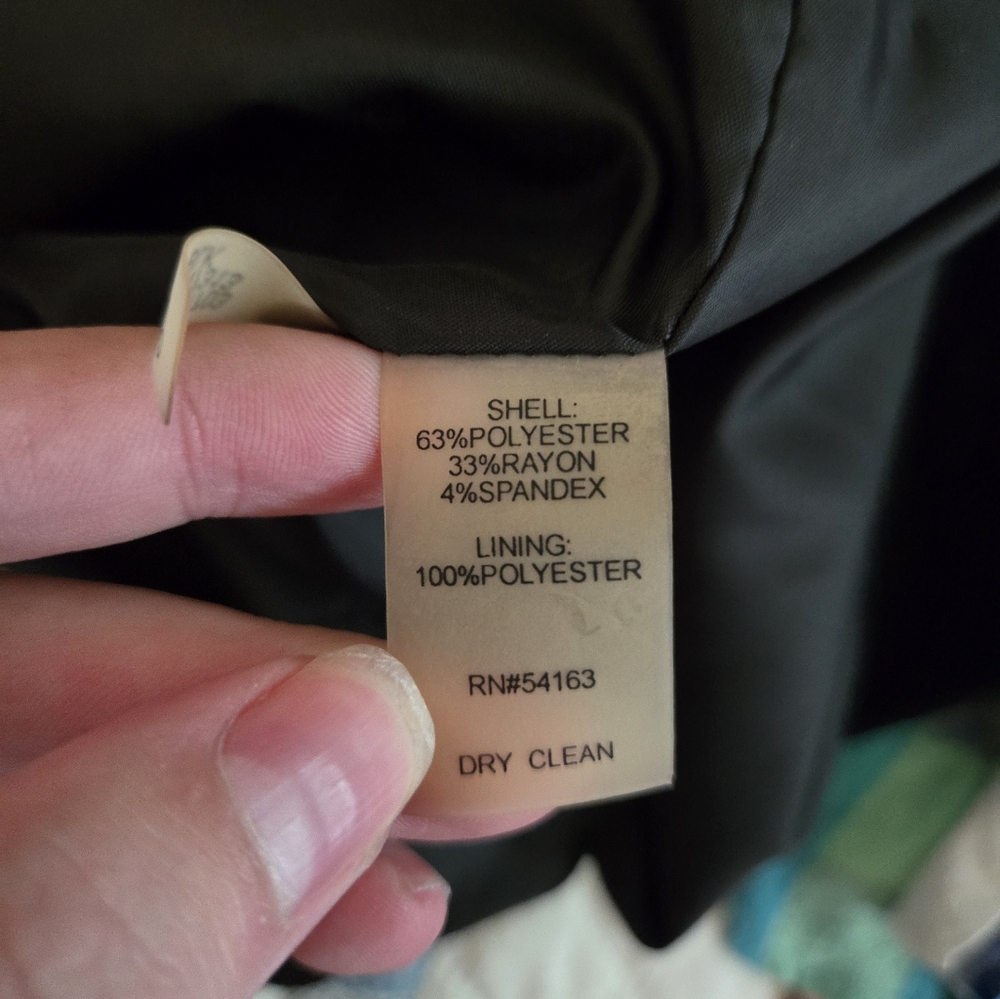 SHELL:
63%POLYESTER
33%RAYON
4%SPANDEX
LINING:
100%POLYESTER
RN#54163
DRY CLEAN